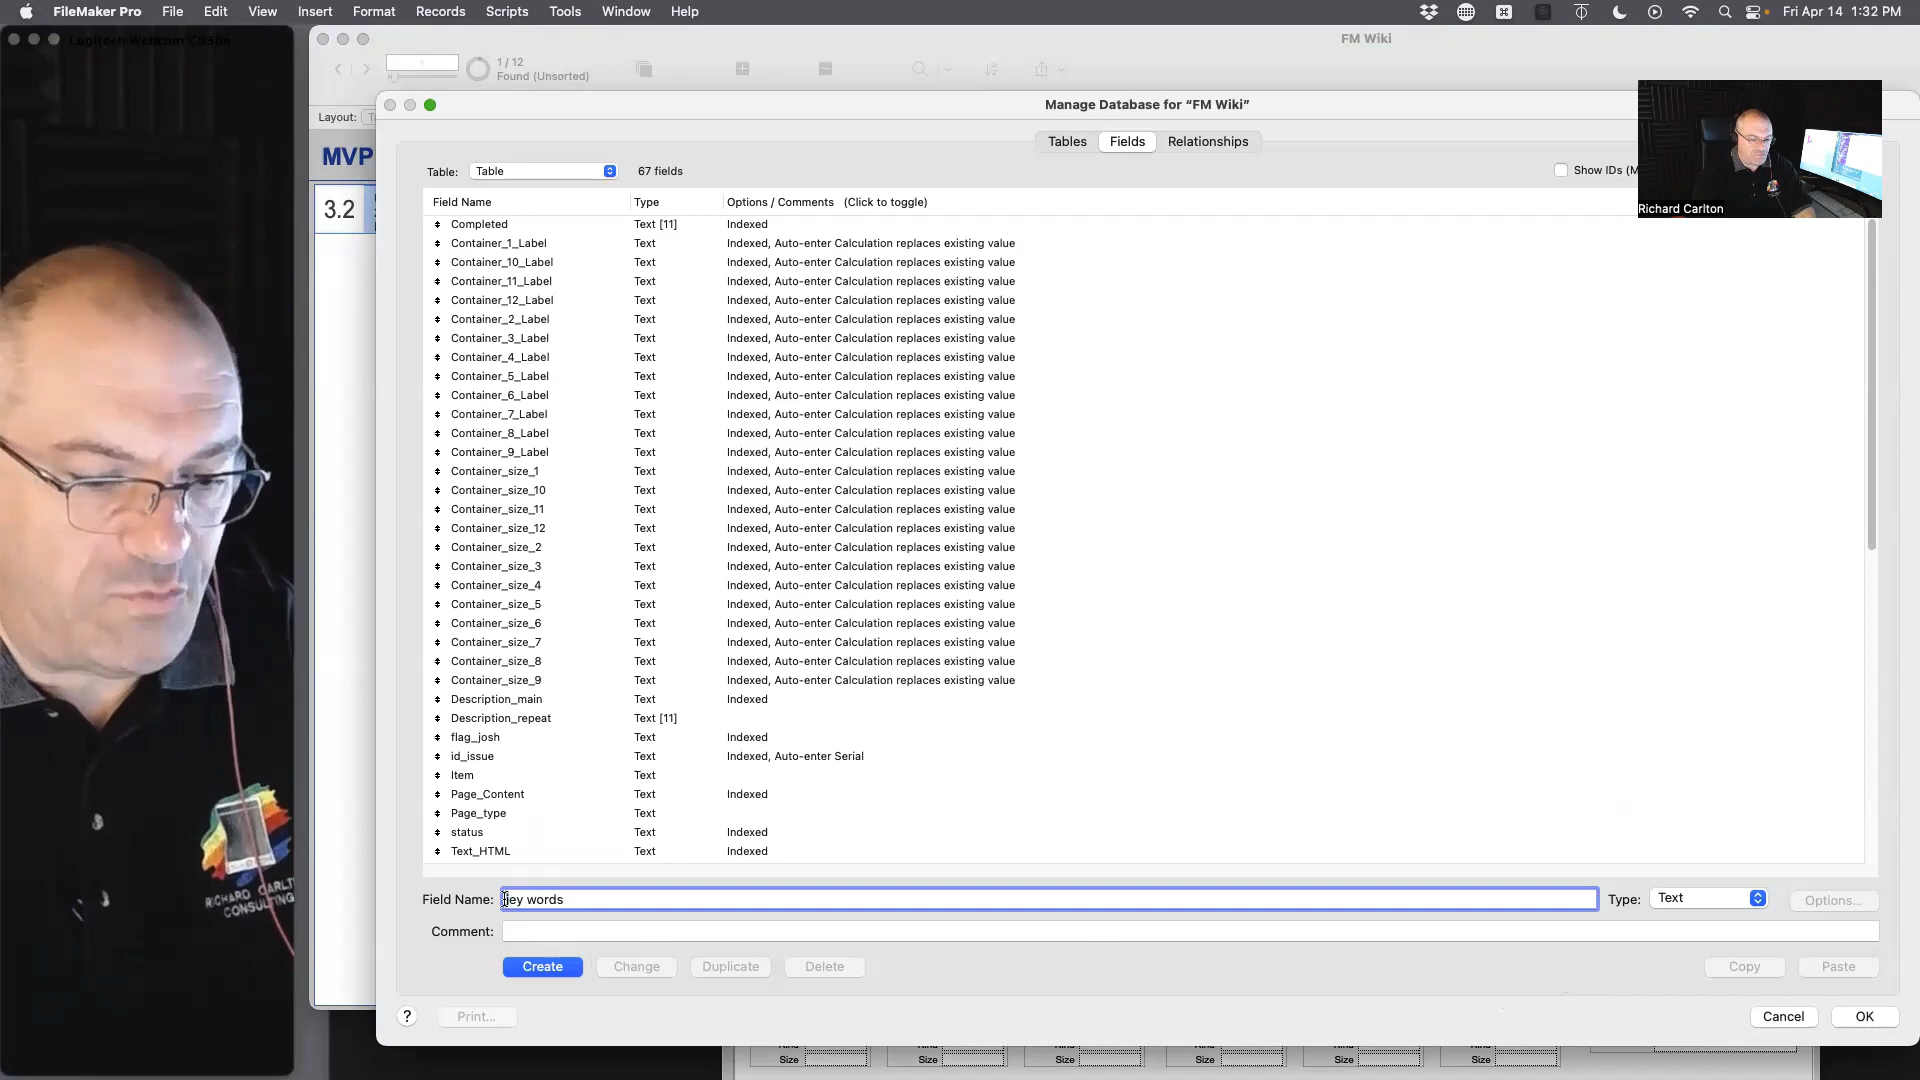 FileMaker Pro File Edit View Insert Format Records Scripts Tools Window Help
Fri Apr 14 1:32 PM
Logitech Webcam C930e
FM Wiki
1
1 / 12
Found (Unsorted)
Layout:
MVP
3.2
Manage Database for “FM Wiki”
Tables Fields Relationships
Table: Table 67 fields
Show IDs (M
Richard Carlton
Field Name Type Options / Comments (Click to toggle)
Completed Text [11] Indexed
Container_1_Label Text Indexed, Auto-enter Calculation replaces existing value
Container_10_Label Text Indexed, Auto-enter Calculation replaces existing value
Container_11_Label Text Indexed, Auto-enter Calculation replaces existing value
Container_12_Label Text Indexed, Auto-enter Calculation replaces existing value
Container_2_Label Text Indexed, Auto-enter Calculation replaces existing value
Container_3_Label Text Indexed, Auto-enter Calculation replaces existing value
Container_4_Label Text Indexed, Auto-enter Calculation replaces existing value
Container_5_Label Text Indexed, Auto-enter Calculation replaces existing value
Container_6_Label Text Indexed, Auto-enter Calculation replaces existing value
Container_7_Label Text Indexed, Auto-enter Calculation replaces existing value
Container_8_Label Text Indexed, Auto-enter Calculation replaces existing value
Container_9_Label Text Indexed, Auto-enter Calculation replaces existing value
Container_size_1 Text Indexed, Auto-enter Calculation replaces existing value
Container_size_10 Text Indexed, Auto-enter Calculation replaces existing value
Container_size_11 Text Indexed, Auto-enter Calculation replaces existing value
Container_size_12 Text Indexed, Auto-enter Calculation replaces existing value
Container_size_2 Text Indexed, Auto-enter Calculation replaces existing value
Container_size_3 Text Indexed, Auto-enter Calculation replaces existing value
Container_size_4 Text Indexed, Auto-enter Calculation replaces existing value
Container_size_5 Text Indexed, Auto-enter Calculation replaces existing value
Container_size_6 Text Indexed, Auto-enter Calculation replaces existing value
Container_size_7 Text Indexed, Auto-enter Calculation replaces existing value
Container_size_8 Text Indexed, Auto-enter Calculation replaces existing value
Container_size_9 Text Indexed, Auto-enter Calculation replaces existing value
Description_main Text Indexed
Description_repeat Text [11]
flag_josh Text Indexed
id_issue Text Indexed, Auto-enter Serial
Item Text
Page_Content Text Indexed
Page_type Text
status Text Indexed
Text_HTML Text Indexed
Field Name: key words Type: Text Options...
Comment:
Create Change Duplicate Delete Copy Paste
? Print... Cancel OK
RICHARD CARLT
CONSULTING
Size Size Size Size Size Size